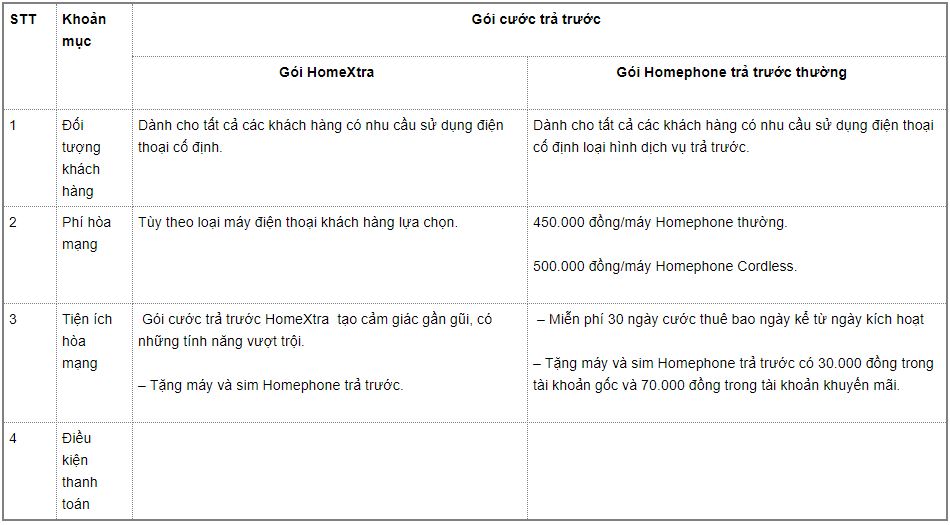 STT
Khoản
mục
Gói cước trả trước
Gói HomeXtra
Gói Homephone trả trước thường
1
Đối
tượng
khách
hàng
Dành cho tất cả các khách hàng có nhu cầu sử dụng điện
thoại cố định.
Dành cho tất cả các khách hàng có nhu cầu sử dụng điện thoại
cố định loại hình dịch vụ trả trước.
2
Phí hòa
mạng
Tùy theo loại máy điện thoại khách hàng lựa chọn.
450.000 đồng/máy Homephone thường.
500.000 đồng/máy Homephone Cordless.
3
Tiện ích
hòa
mạng
Gói cước trả trước HomeXtra tạo cảm giác gần gũi, có
những tính năng vượt trội.
– Tặng máy và sim Homephone trả trước.
– Miễn phí 30 ngày cước thuê bao ngày kể từ ngày kích hoạt
– Tặng máy và sim Homephone trả trước có 30.000 đồng trong
tài khoản gốc và 70.000 đồng trong tài khoản khuyến mãi.
4
Điều
kiện
thanh
toán